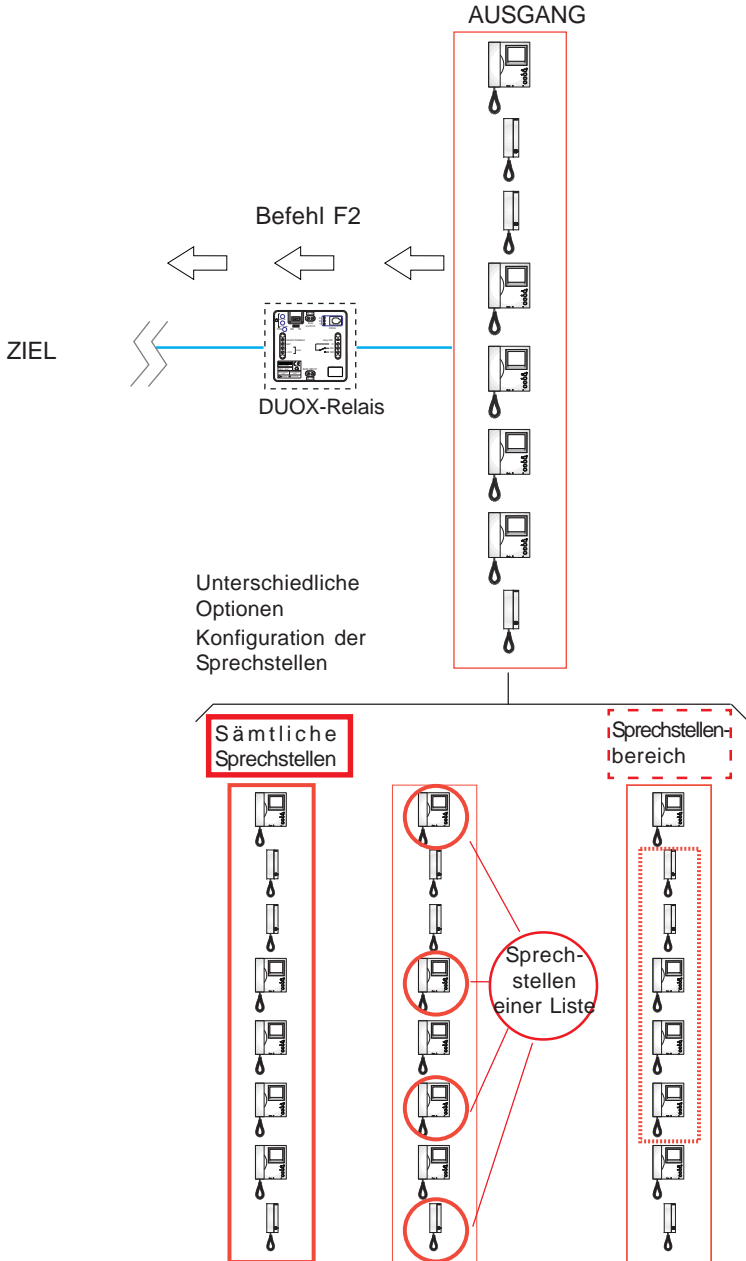 AUSGANG
Befehl F2
ZIEL
DUOX-Relais
Unterschiedliche
Optionen
Konfiguration der
Sprechstellen
Sämtliche
Sprechstellen
Sprechstellen-
bereich
Sprech-
stellen
einer Liste